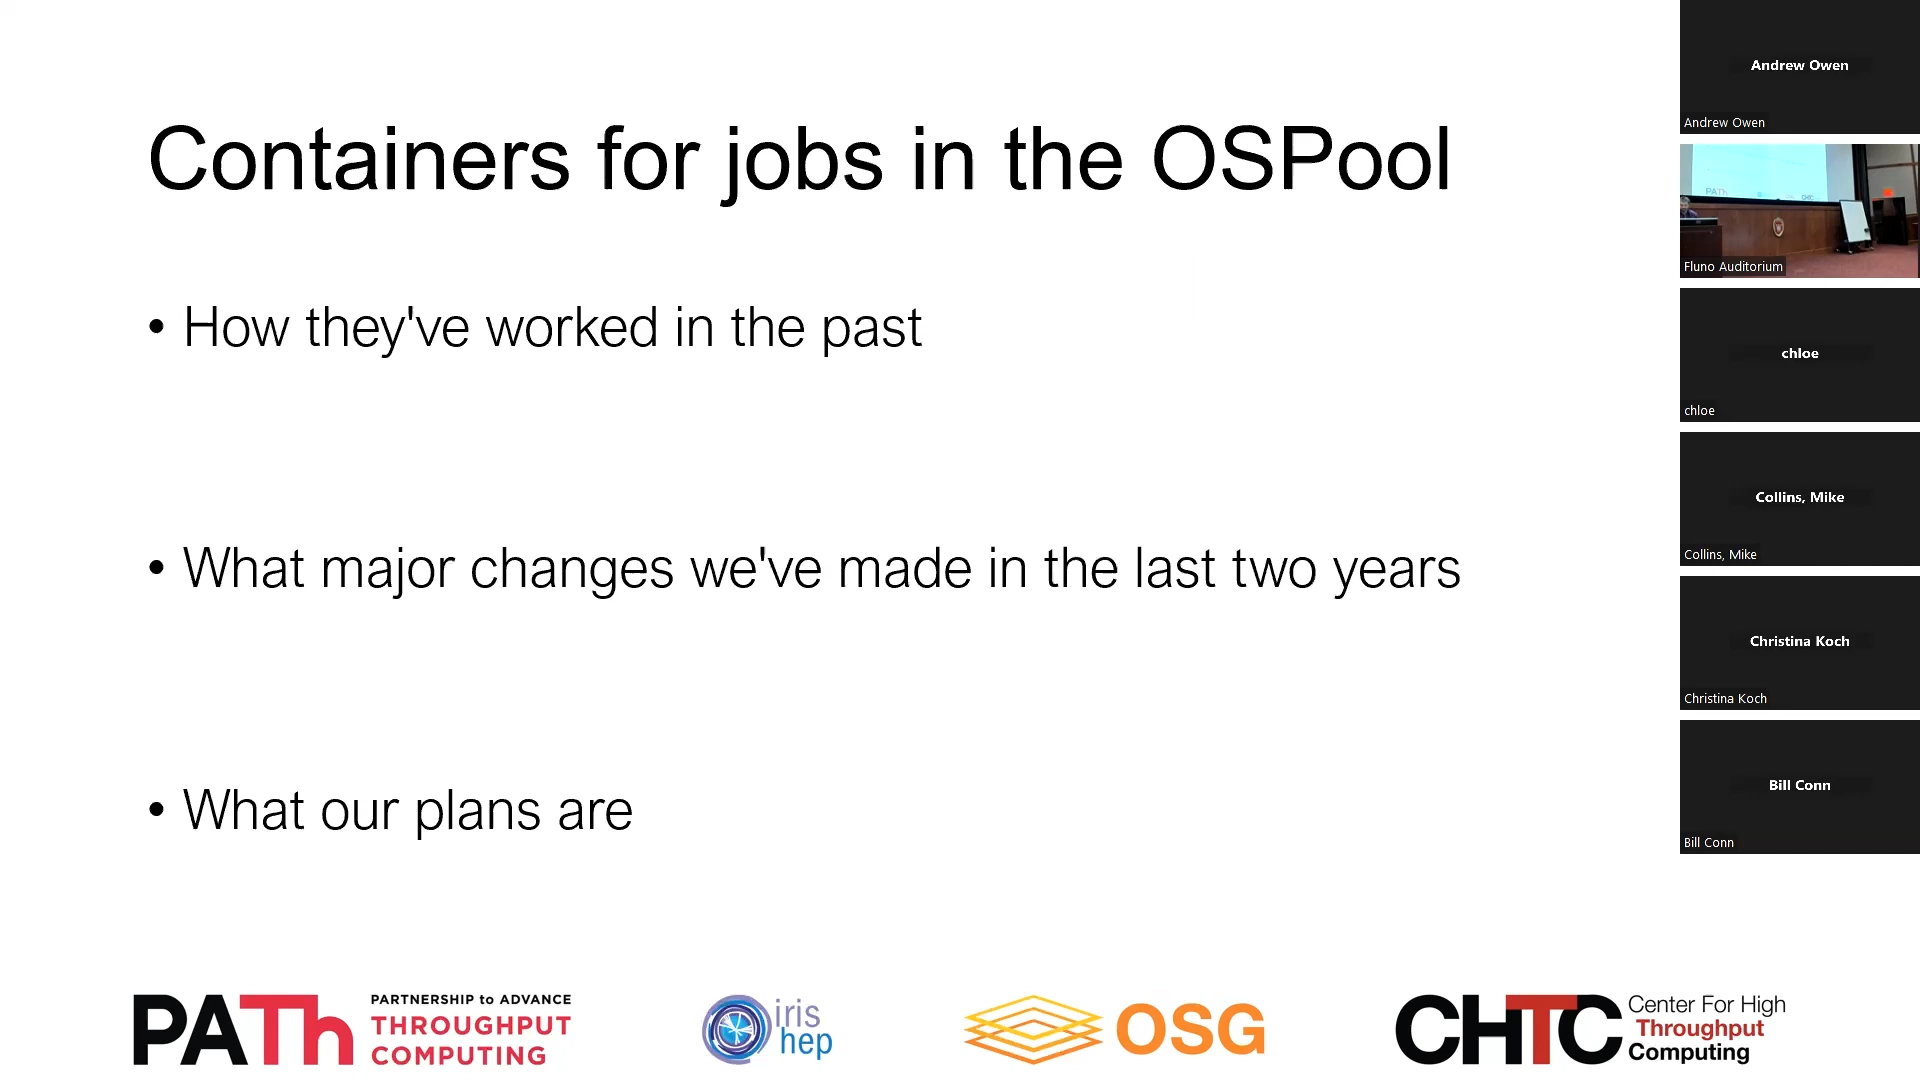 Containers for jobs in the OSPool
• How they've worked in the past
• What major changes we've made in the last two years
• What our plans are
PATh
PARTNERSHIP to ADVANCE
THROUGHPUT
COMPUTING
iris
hep
OSG
CHTC
Center For High
Throughput
Computing
Andrew Owen
Andrew Owen
PATh
CHTC
Fluno Auditorium
chloe
chloe
Collins, Mike
Collins, Mike
Christina Koch
Christina Koch
Bill Conn
Bill Conn